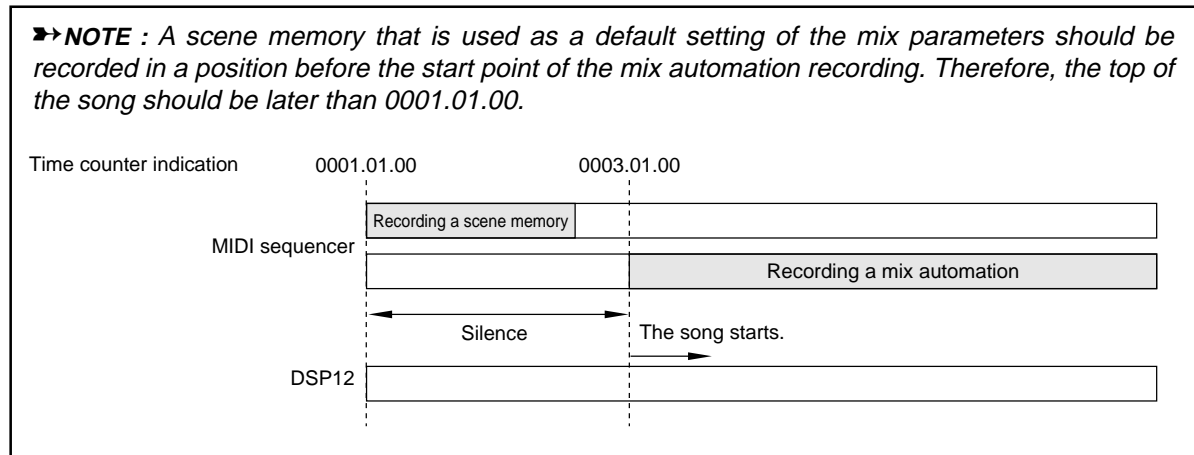 ➽NOTE : A scene memory that is used as a default setting of the mix parameters should be
recorded in a position before the start point of the mix automation recording. Therefore, the top of
the song should be later than 0001.01.00.
Time counter indication 0001.01.00 0003.01.00
Recording a scene memory
MIDI sequencer
Recording a mix automation
Silence The song starts.
DSP12